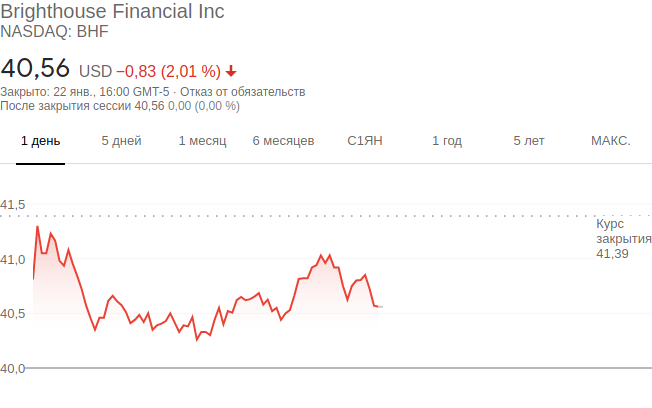 Brighthouse Financial Inc
NASDAQ: BHF
40,56 USD −0,83 (2,01 %)
Закрыто: 22 янв., 16:00 GMT-5 · Отказ от обязательств
После закрытия сессии 40,56 0,00 (0,00 %)
1 день 5 дней 1 месяц 6 месяцев С1ЯН 1 год 5 лет МАКС.
41,5
Курс
закрытия
41,39
41,0
40,5
40,0